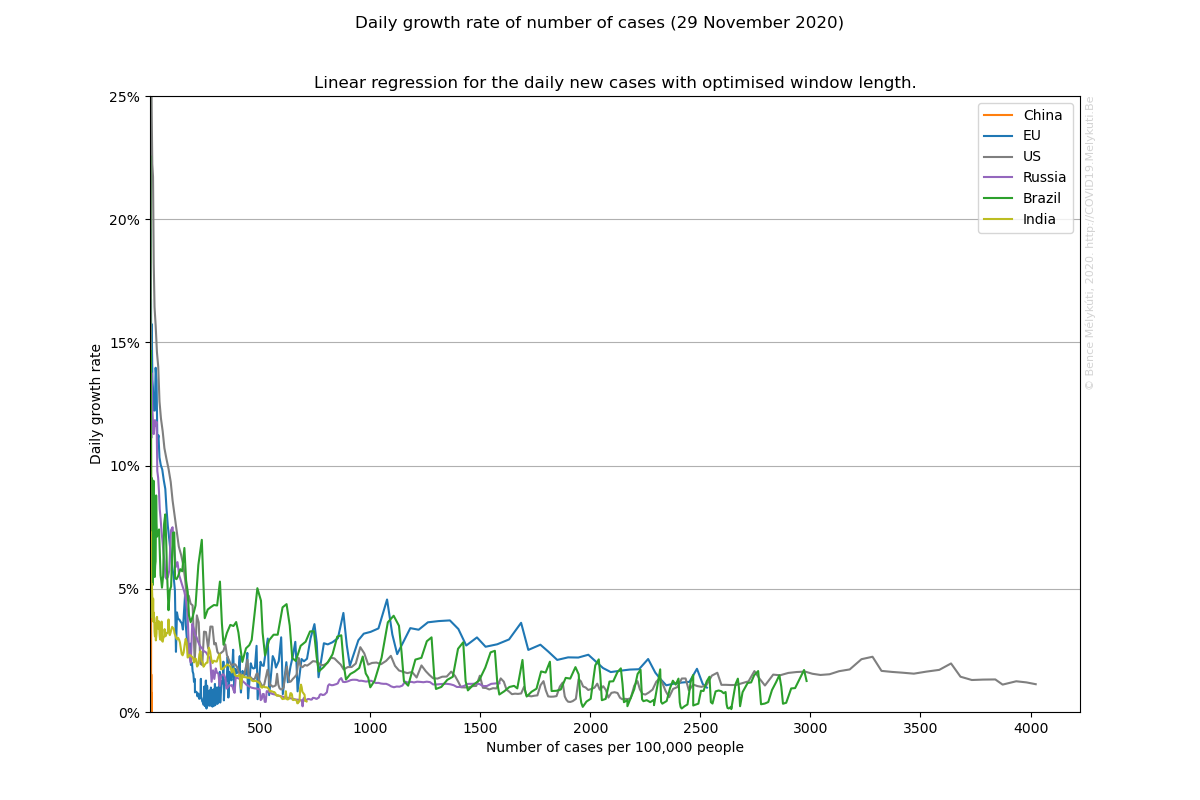 Daily growth rate of number of cases (29 November 2020)
Linear regression for the daily new cases with optimised window length.
25%
20%
15%
10%
5%
0%
Daily growth rate
China
EU
US
Russia
Brazil
India
© Bence Mélykúti, 2020. http://COVID19.Melykuti.Be
500
1000
1500
2000
2500
3000
3500
4000
Number of cases per 100,000 people